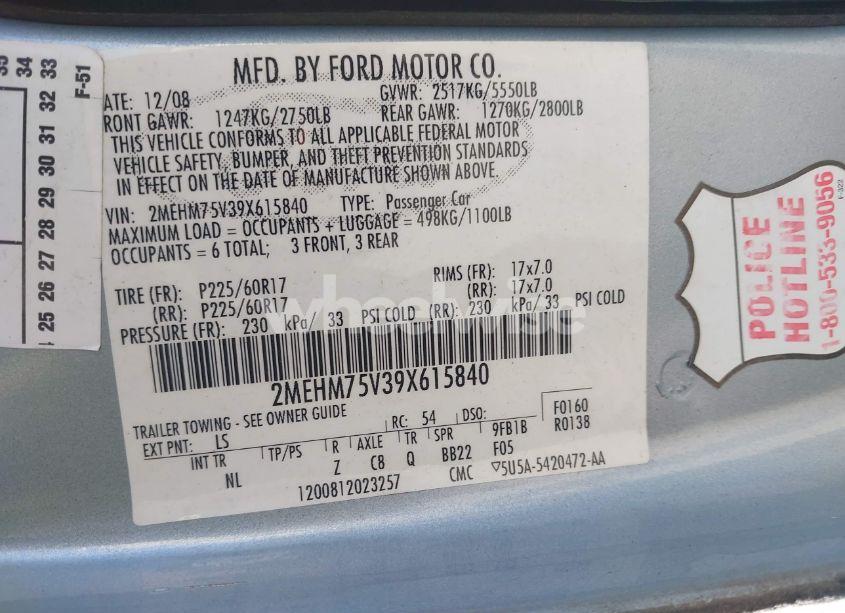 MFD. BY FORD MOTOR CO.
ATE: 12/08 GVWR: 2517KG/5550LB
RONT GAWR: 1247KG/2750LB REAR GAWR: 1270KG/2800LB
THIS VEHICLE CONFORMS TO ALL APPLICABLE FEDERAL MOTOR
VEHICLE SAFETY, BUMPER, AND THEFT PREVENTION STANDARDS
IN EFFECT ON THE DATE OF MANUFACTURE SHOWN ABOVE.
VIN: 2MEHM75V39X615840 TYPE: Passenger Car
MAXIMUM LOAD = OCCUPANTS + LUGGAGE = 498KG/1100LB
OCCUPANTS = 6 TOTAL; 3 FRONT, 3 REAR
TIRE (FR): P225/60R17 RIMS (FR): 17x7.0
(RR): P225/60R17 (RR): 17x7.0
PRESSURE (FR): 230 kPa/ 33 PSI COLD (RR): 230 kPa/ 33 PSI COLD
wheelwise
2MEHM75V39X615840
TRAILER TOWING - SEE OWNER GUIDE
EXT PNT: LS RC: 54 DSO: F0160
R0138
INT TR TP/PS R AXLE TR SPR 9FB1B
NL Z C8 Q BB22 F05
1200812023257 CMC ▽5U5A-5420472-AA
F-51
33
34
33
32
31
30
29
28
27
26
25
POLICE
HOTLINE
1-800-533-9056
F-322